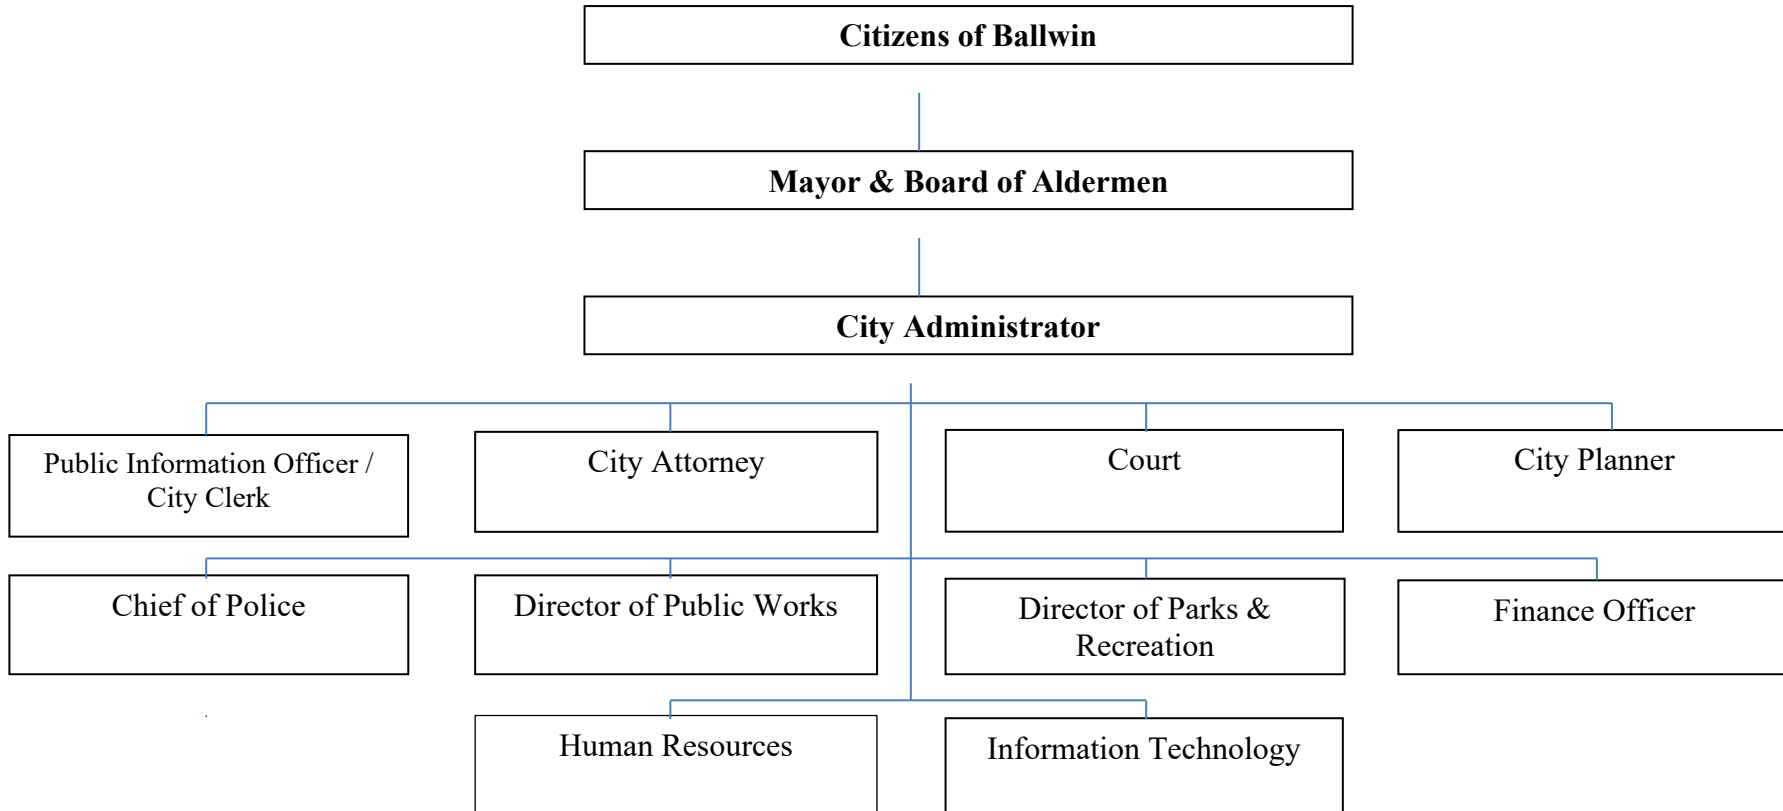 Citizens of Ballwin
Mayor & Board of Aldermen
City Administrator
Public Information Officer /
City Clerk
City Attorney
Court
City Planner
Chief of Police
Director of Public Works
Director of Parks &
Recreation
Finance Officer
Human Resources
Information Technology